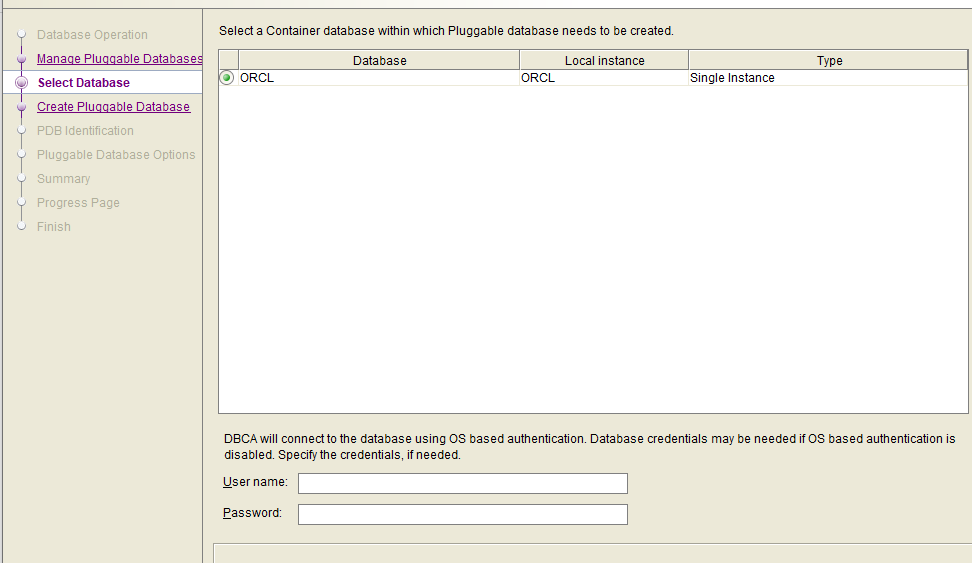 Database Operation
Manage Pluggable Databases
Select Database
Create Pluggable Database
PDB Identification
Pluggable Database Options
Summary
Progress Page
Finish
Select a Container database within which Pluggable database needs to be created.
Database Local instance Type
ORCL ORCL Single Instance
DBCA will connect to the database using OS based authentication. Database credentials may be needed if OS based authentication is
disabled. Specify the credentials, if needed.
User name:
Password: